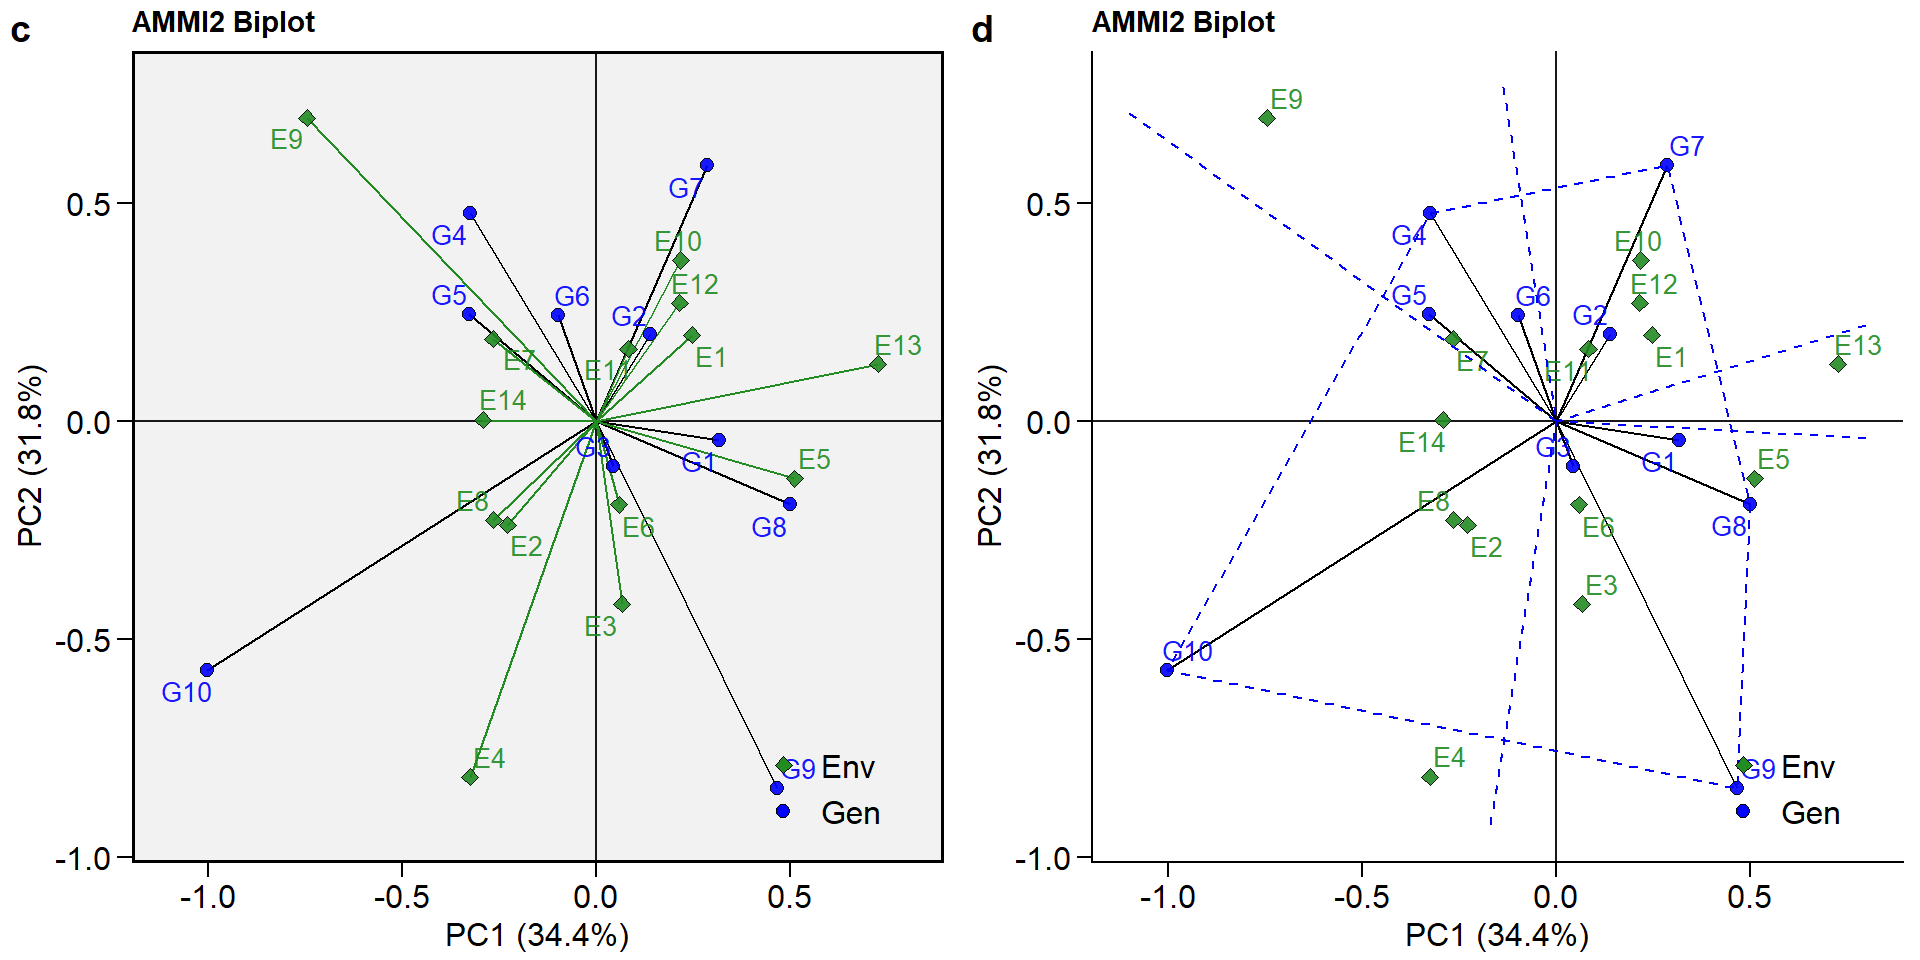 c
AMMI2 Biplot
PC2 (31.8%)
0.5
0.0
-0.5
-1.0
E9
G7
G4
E10
E12
G5
G6
G2
E7
E11
E1
E13
E14
G3
G1
E5
E8
E2
E6
G8
E3
G10
E4
G9
Env
Gen
-1.0
-0.5
0.0
0.5
PC1 (34.4%)
d
AMMI2 Biplot
PC2 (31.8%)
0.5
0.0
-0.5
-1.0
E9
G7
G4
E10
E12
G5
G6
G2
E7
E11
E1
E13
E14
G3
G1
E5
E8
E2
E6
G8
E3
G10
E4
G9
Env
Gen
-1.0
-0.5
0.0
0.5
PC1 (34.4%)